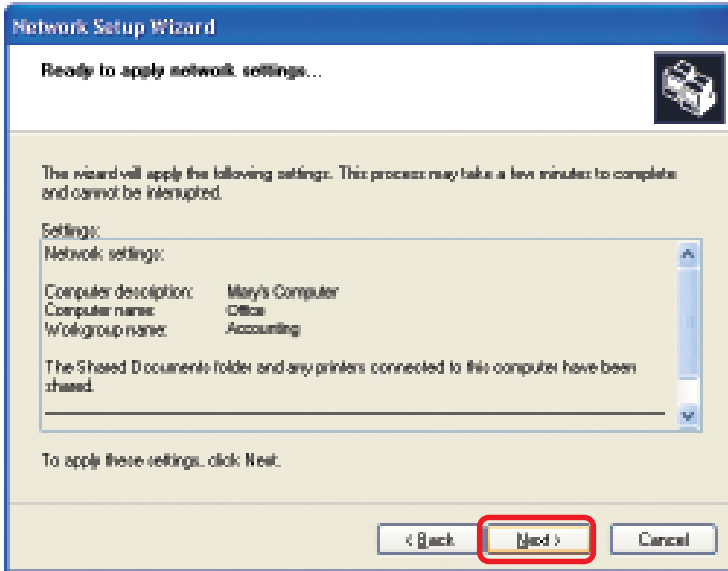 Network Setup Wizard
Ready to apply network settings...
The wizard will apply the following settings. This process may take a few minutes to complete
and cannot be interrupted.
Settings:
Network settings:
Computer description: Mary's Computer
Computer name: Office
Workgroup name: Accounting
The Shared Documents folder and any printers connected to this computer have been
shared.
To apply these settings, click Next.
< Back Next > Cancel